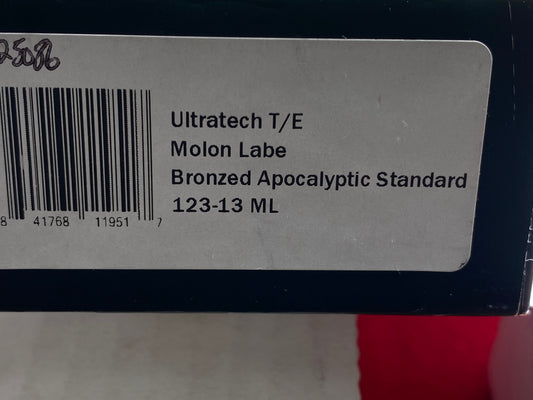 25086
Ultratech T/E
Molon Labe
Bronzed Apocalyptic Standard
123-13 ML
8 41768 11951 7